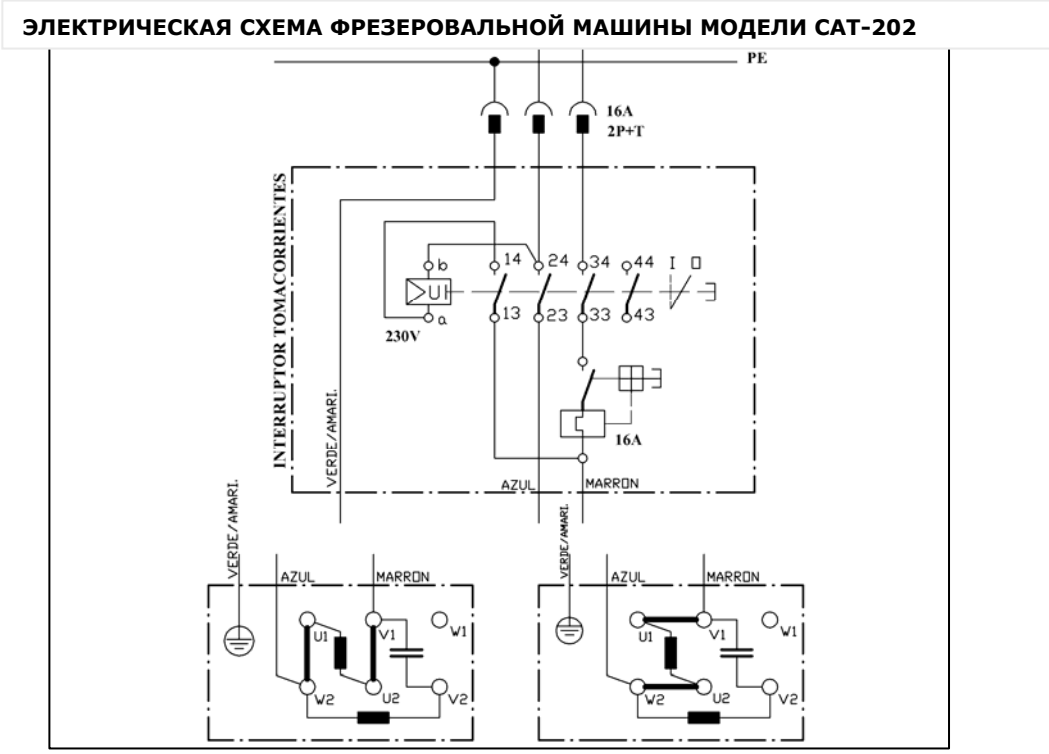 ЭЛЕКТРИЧЕСКАЯ СХЕМА ФРЕЗЕРОВАЛЬНОЙ МАШИНЫ МОДЕЛИ CAT-202
PE
16A
2P+T
INTERRUPTOR TOMACORRIENTES
b 14 24 34 44 I O
U
a 13 23 33 43
230V
16A
VERDE/AMARI.
AZUL MARRON
VERDE/AMARI.
AZUL MARRON
U1 V1 W1
W2 U2 V2
VERDE/AMARI.
AZUL MARRON
U1 V1 W1
W2 U2 V2